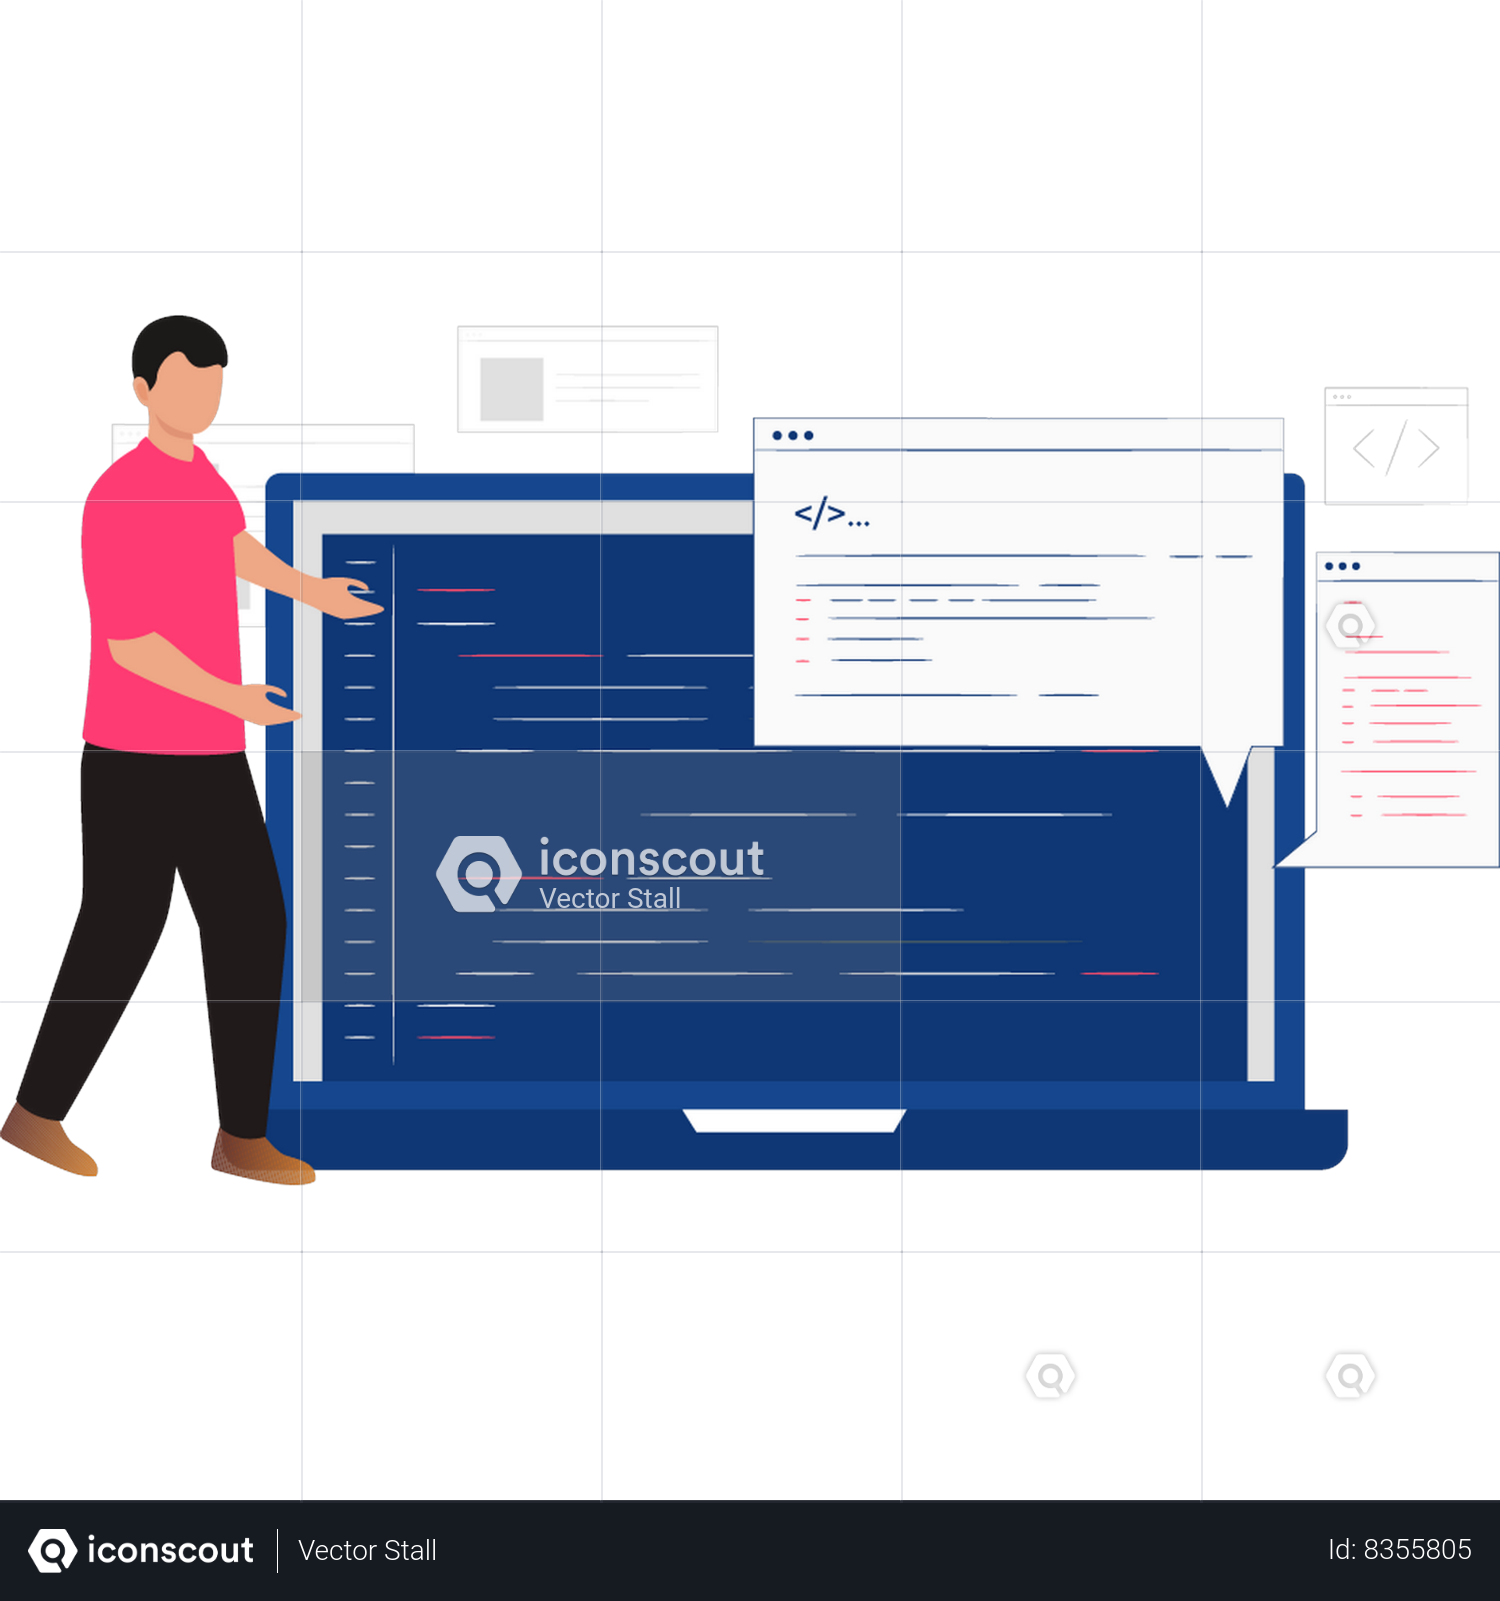 </>...
</>
iconscout
Vector Stall
iconscout
Vector Stall
Id: 8355805